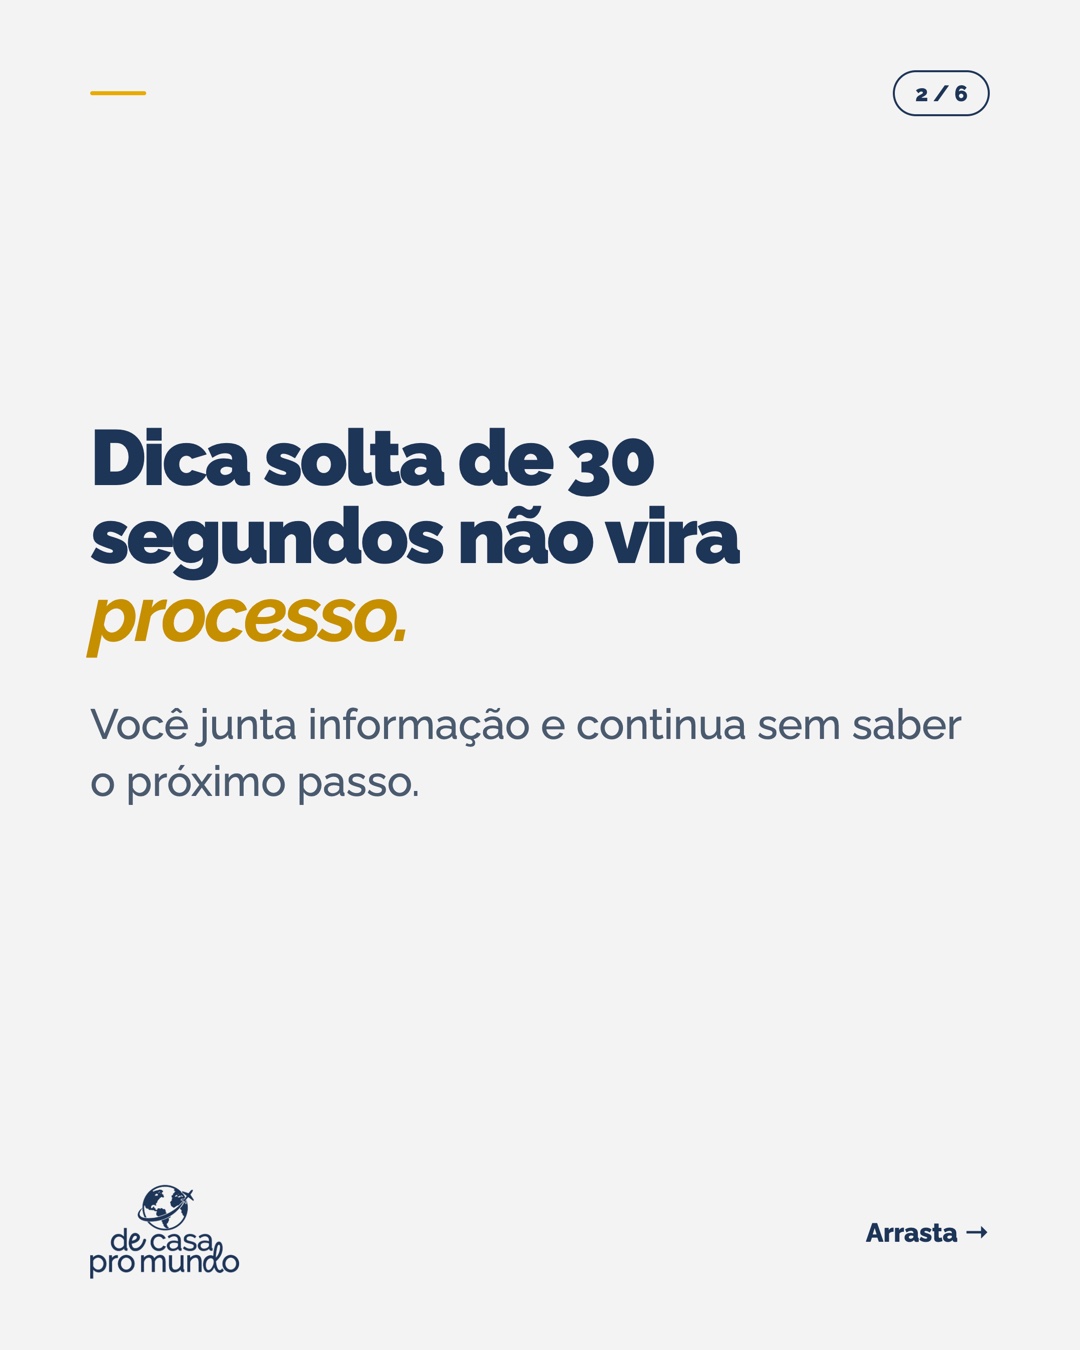 2 / 6
Dica solta de 30
segundos não vira
processo.
Você junta informação e continua sem saber
o próximo passo.
de casa
pro mundo
Arrasta →